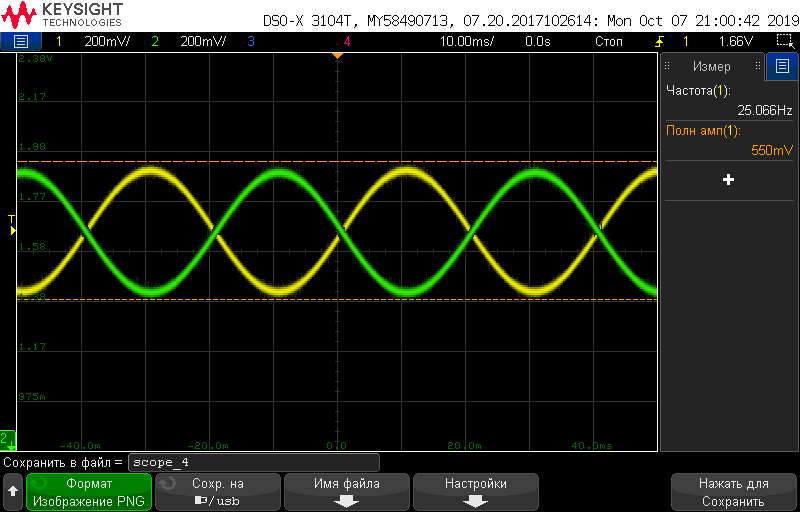 KEYSIGHT
TECHNOLOGIES
DSO-X 3104T, MY58490713, 07.20.2017102614: Mon Oct 07 21:00:42 2019
1 200mV/ 2 200mV/ 3 4 10.00ms/ 0.0s Стоп 1 1.66V
2.38V
2.17
1.98
1.77
1.58
1.38
1.17
975m
-40.0m -20.0m 0.0 20.0m 40.0ms
T
2
Измер
Частота(1):
25.066Hz
Полн амп(1):
550mV
Сохранить в файл = scope_4
Формат
Изображение PNG
Сохр. на
/usb
Имя файла
Настройки
Нажать для
Сохранить